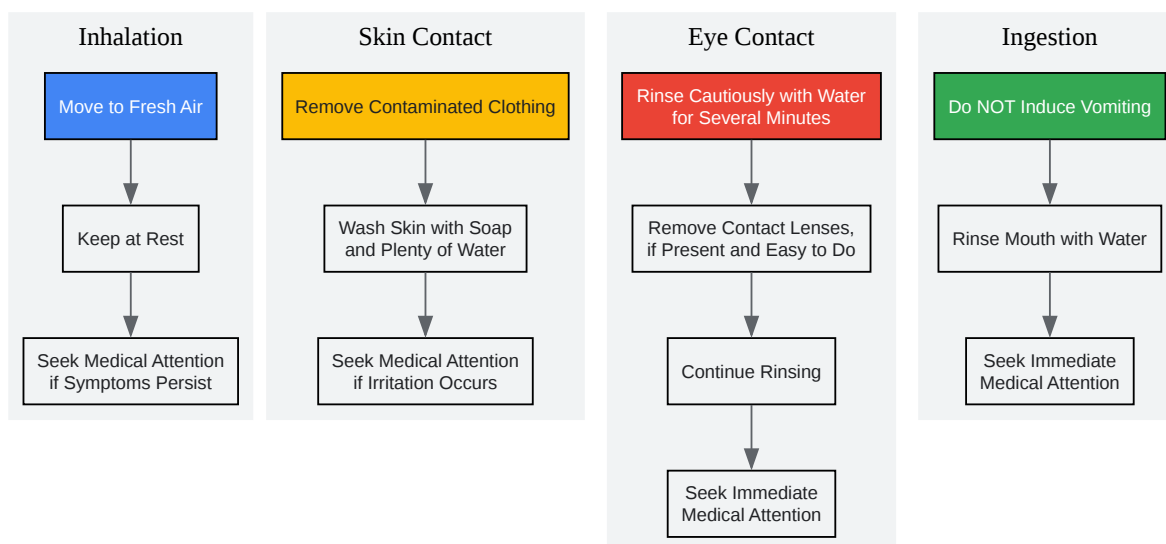 Inhalation
Move to Fresh Air
Keep at Rest
Seek Medical Attention
if Symptoms Persist
Skin Contact
Remove Contaminated Clothing
Wash Skin with Soap
and Plenty of Water
Seek Medical Attention
if Irritation Occurs
Eye Contact
Rinse Cautiously with Water
for Several Minutes
Remove Contact Lenses,
if Present and Easy to Do
Continue Rinsing
Seek Immediate
Medical Attention
Ingestion
Do NOT Induce Vomiting
Rinse Mouth with Water
Seek Immediate
Medical Attention